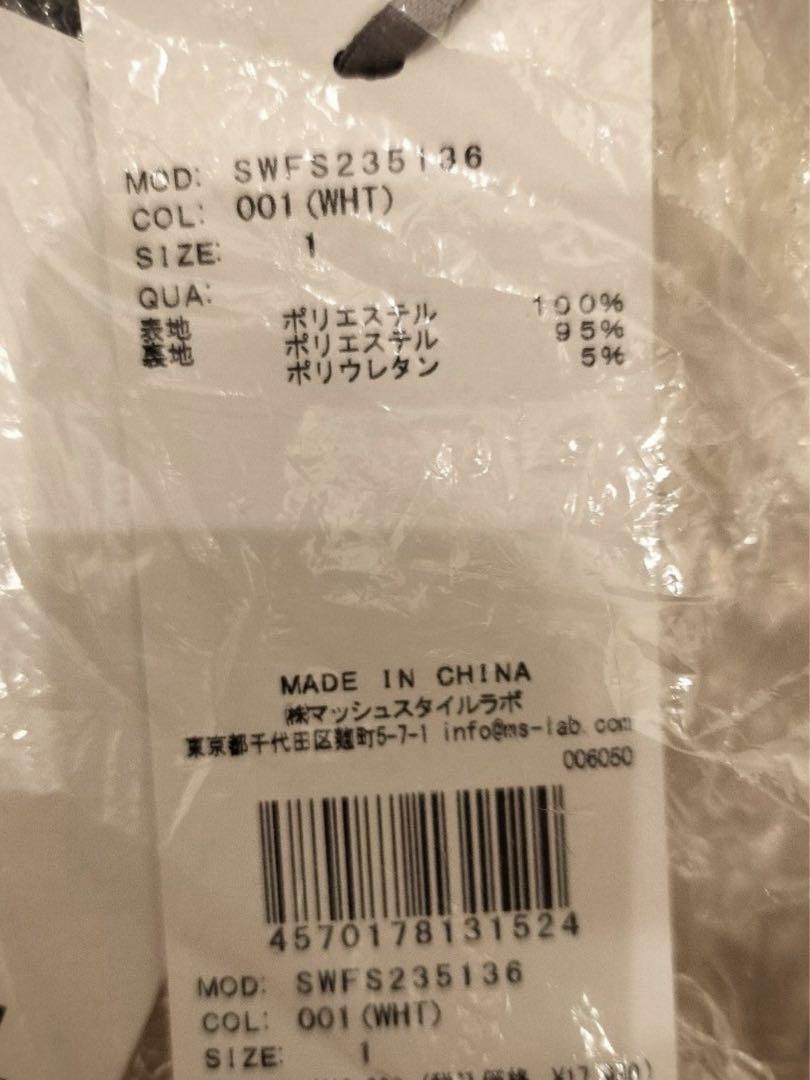 MOD: SWFS235136
COL: 001(WHT)
SIZE: 1
QUA:
表地 ポリエステル 100%
裏地 ポリエステル 95%
ポリウレタン 5%
MADE IN CHINA
㈱マッシュスタイルラボ
東京都千代田区麹町5-7-1 info@ms-lab.com
006050
4570178131524
MOD: SWFS235136
COL: 001(WHT)
SIZE: 1